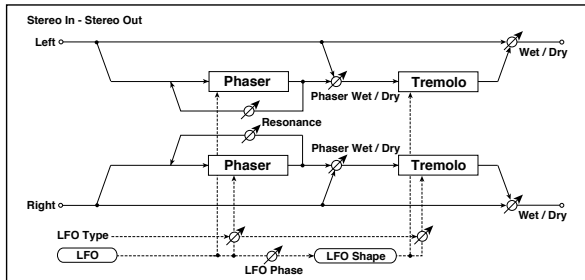 Stereo In - Stereo Out
Left
Wet / Dry
Phaser
Tremolo
Phaser Wet / Dry
Resonance
Phaser Wet / Dry
Phaser
Tremolo
Right
Wet / Dry
LFO Type
LFO
LFO Phase
LFO Shape